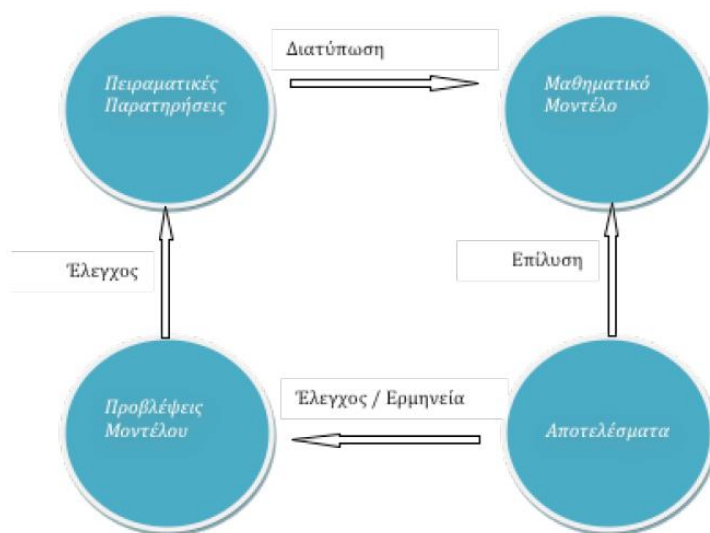 Διατύπωση
Πειραματικές
Παρατηρήσεις
Μαθηματικό
Μοντέλο
Έλεγχος
Επίλυση
Προβλέψεις
Μοντέλου
Έλεγχος / Ερμηνεία
Αποτελέσματα